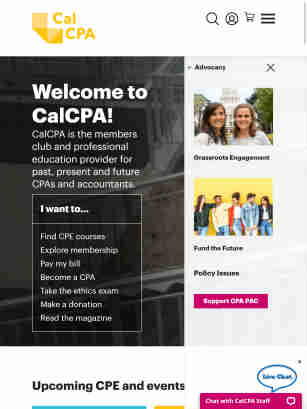 Cal
CPA
← Advocacy
Welcome to
CalCPA!
CalCPA is the members
club and professional
education provider for
past, present and future
CPAs and accountants.
I want to...
Find CPE courses
Explore membership
Pay my bill
Become a CPA
Take the ethics exam
Make a donation
Read the magazine
Grassroots Engagement
Fund the Future
Policy Issues
Support CPA PAC
Upcoming CPE and events
Live Chat
Chat with CalCPA Staff